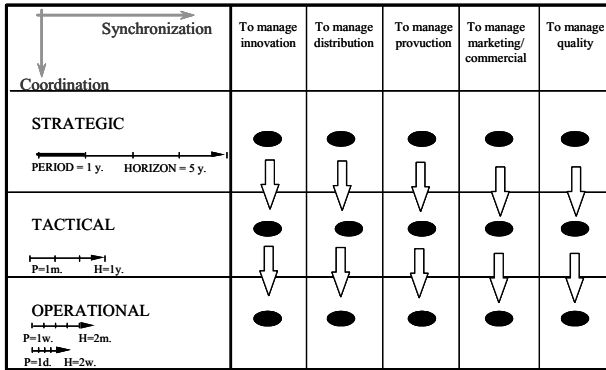 Synchronization
Coordination
To manage
innovation
To manage
distribution
To manage
provuction
To manage
marketing/
commercial
To manage
quality
STRATEGIC
PERIOD = 1 y. HORIZON = 5 y.
TACTICAL
P=1m. H=1y.
OPERATIONAL
P=1w. H=2m.
P=1d. H=2w.